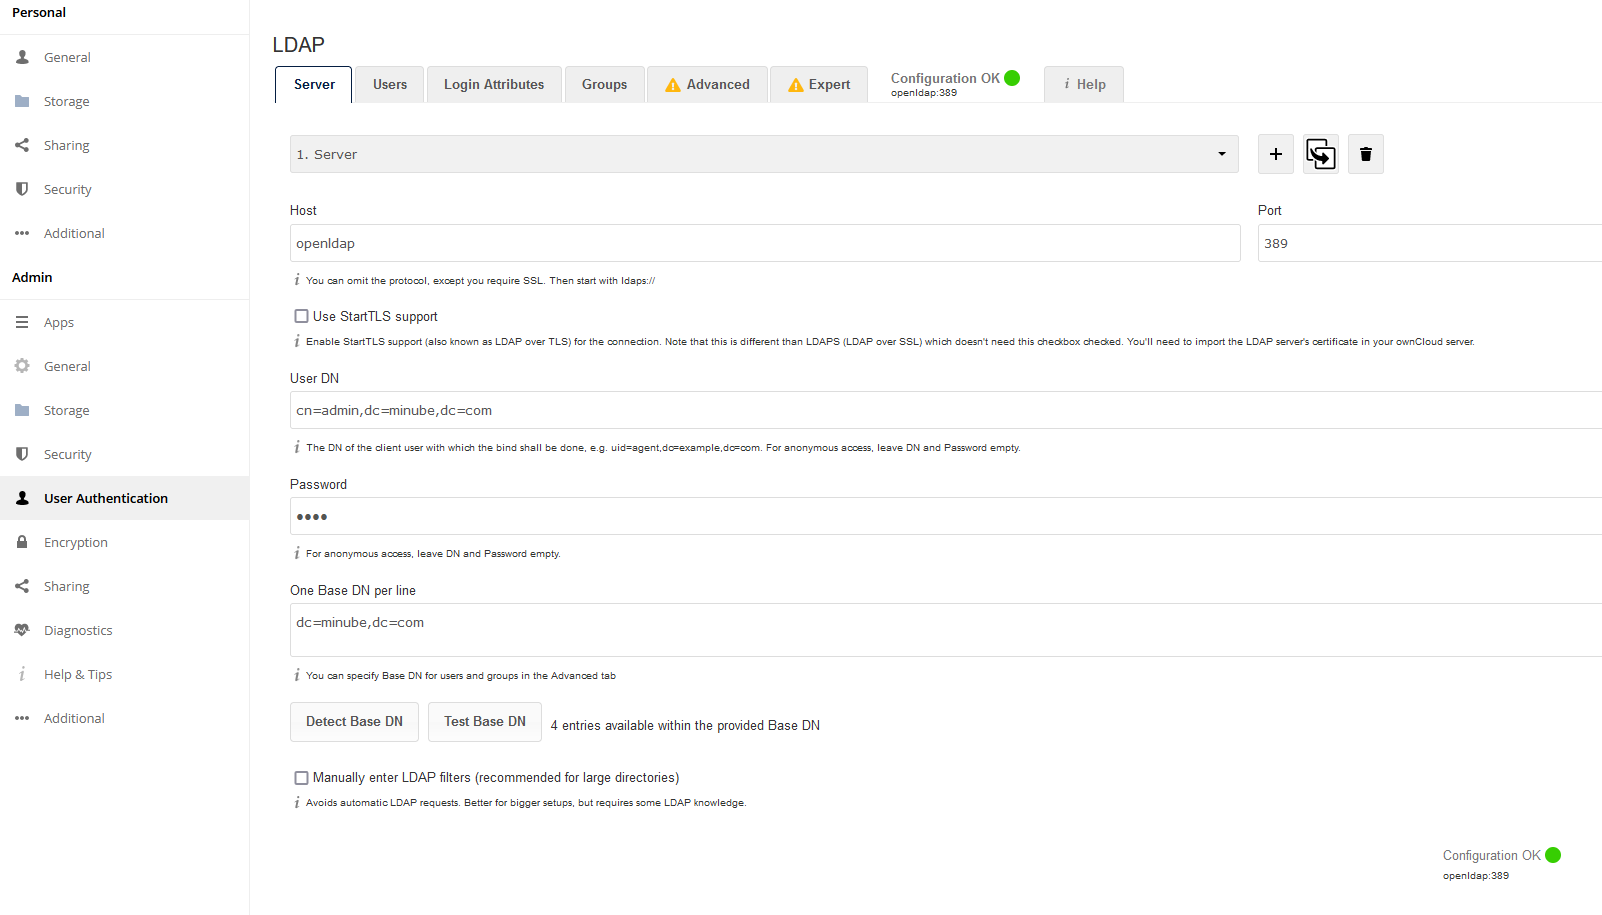 Personal
General
Storage
Sharing
Security
Additional
Admin
Apps
General
Storage
Security
User Authentication
Encryption
Sharing
Diagnostics
Help & Tips
Additional
LDAP
Server Users Login Attributes Groups Advanced Expert Configuration OK
openldap:389
Help
1. Server
Host Port
openldap 389
You can omit the protocol, except you require SSL. Then start with ldaps://
Use StartTLS support
Enable StartTLS support (also known as LDAP over TLS) for the connection. Note that this is different than LDAPS (LDAP over SSL) which doesn't need this checkbox checked. You'll need to import the LDAP server's certificate in your ownCloud server.
User DN
cn=admin,dc=minube,dc=com
The DN of the client user with which the bind shall be done, e.g. uid=agent,dc=example,dc=com. For anonymous access, leave DN and Password empty.
Password
••••
For anonymous access, leave DN and Password empty.
One Base DN per line
dc=minube,dc=com
You can specify Base DN for users and groups in the Advanced tab
Detect Base DN Test Base DN 4 entries available within the provided Base DN
Manually enter LDAP filters (recommended for large directories)
Avoids automatic LDAP requests. Better for bigger setups, but requires some LDAP knowledge.
Configuration OK
openldap:389